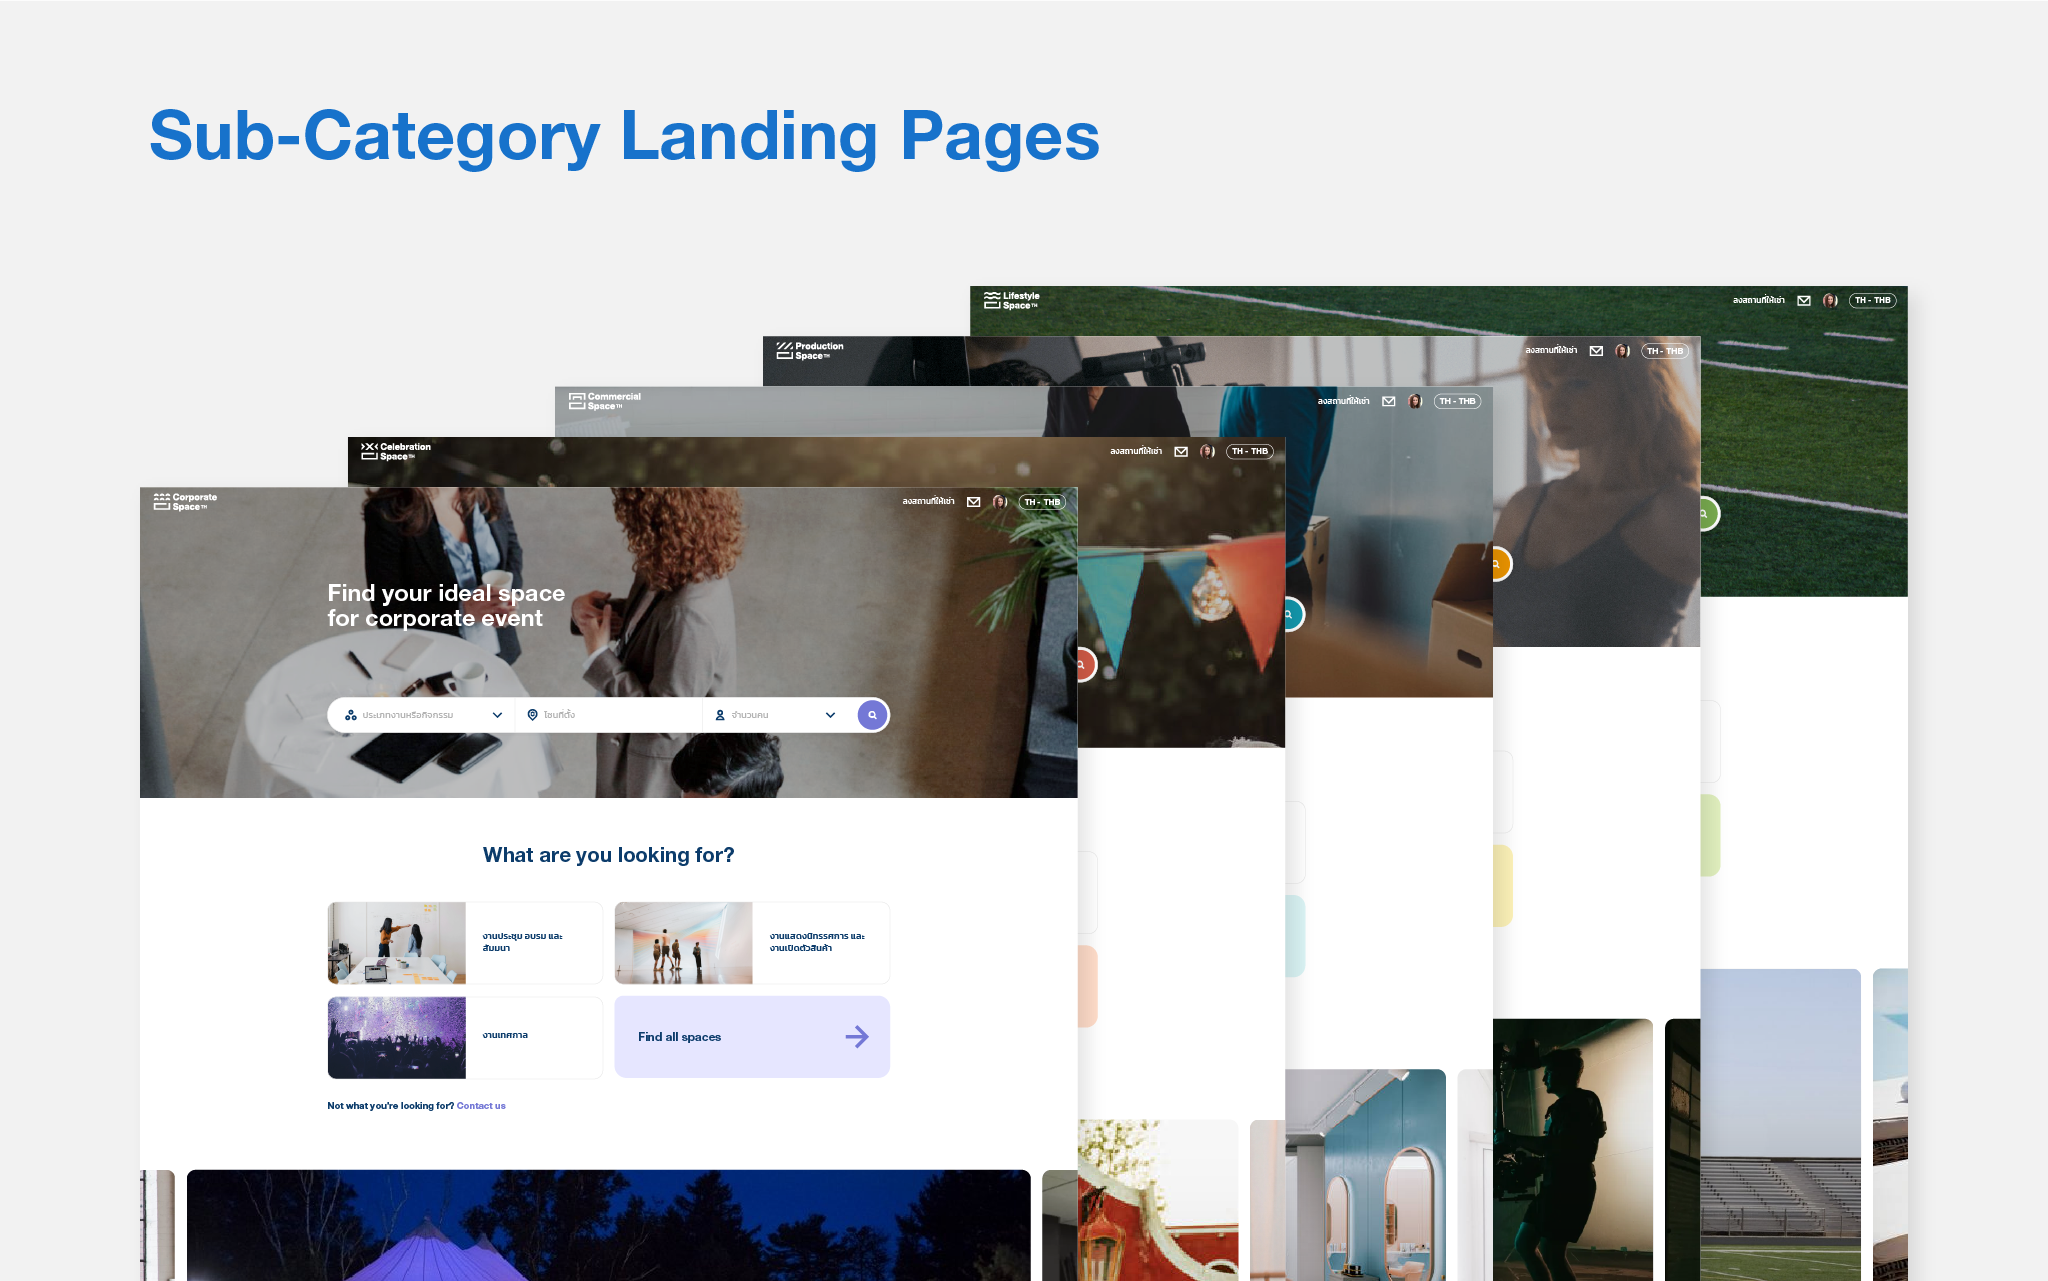 Sub-Category Landing Pages
Lifestyle
Space™
ลงสถานที่ให้เช่า
TH - THB
Production
Space™
ลงสถานที่ให้เช่า
TH - THB
Commercial
Space™
ลงสถานที่ให้เช่า
TH - THB
Celebration
Space™
ลงสถานที่ให้เช่า
TH - THB
Corporate
Space™
ลงสถานที่ให้เช่า
TH - THB
Find your ideal space
for corporate event
ประเภทงานหรือกิจกรรม
โซนที่ตั้ง
จำนวนคน
What are you looking for?
งานประชุม อบรม และ
สัมมนา
งานแสดงนิทรรศการ และ
งานเปิดตัวสินค้า
งานเทศกาล
Find all spaces
Not what you're looking for? Contact us